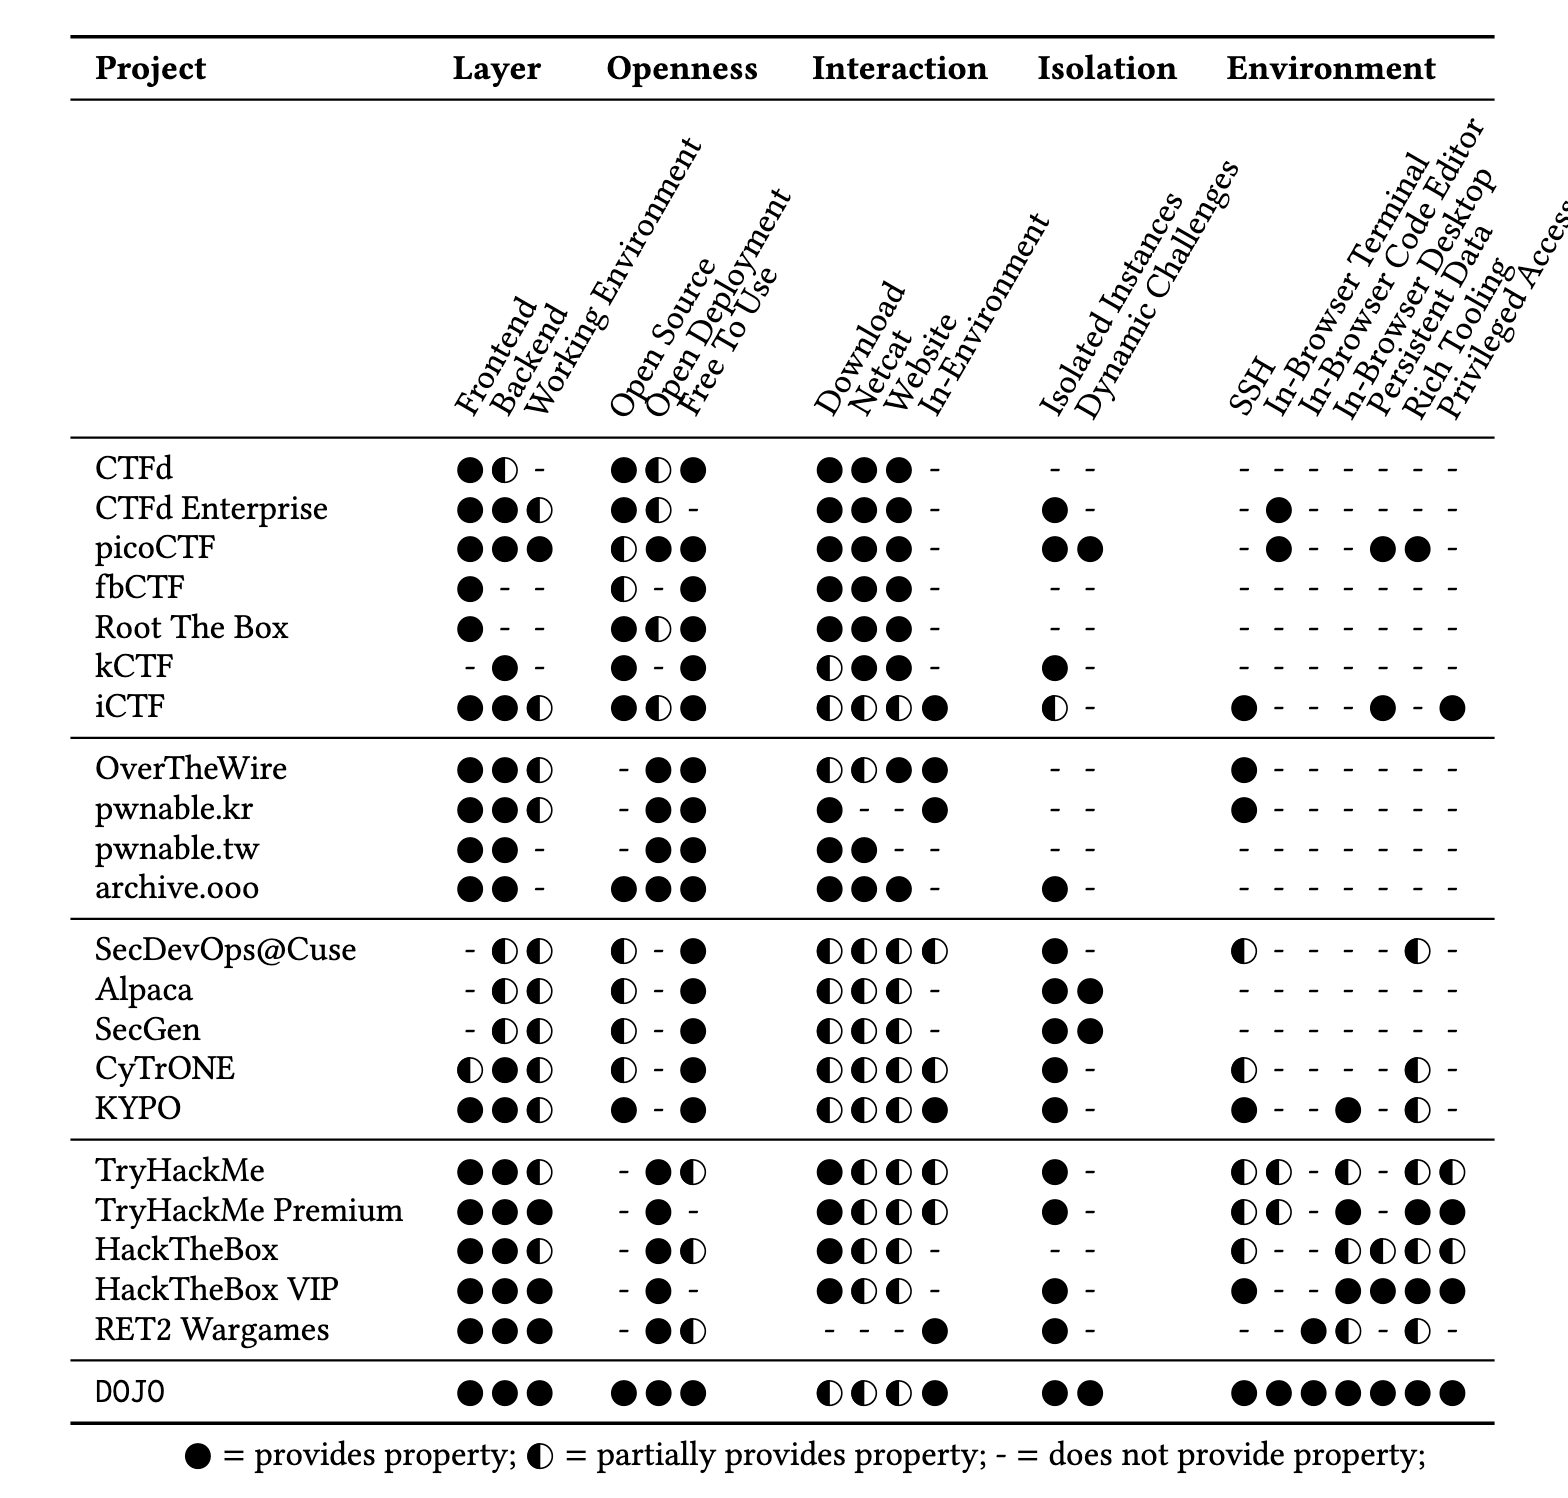 Project Layer Openness Interaction Isolation Environment
Frontend Backend Working Environment Open Source Open Deployment Free To Use Download Netcat Website In-Environment Isolated Instances Dynamic Challenges SSH In-Browser Terminal In-Browser Code Editor In-Browser Desktop Persistent Data Rich Tooling Privileged Access
CTFd ● ◐ - ● ◐ ● ● ● ● - - - - - - - - - -
CTFd Enterprise ● ● ◐ ● ◐ - ● ● ● - ● - - ● - - - - -
picoCTF ● ● ● ◐ ● ● ● ● ● - ● ● - ● - - ● ● -
fbCTF ● - - ◐ - ● ● ● ● - - - - - - - - - -
Root The Box ● - - ● ◐ ● ● ● ● - - - - - - - - - -
kCTF - ● - ● - ● ◐ ● ● - ● - - - - - - - -
iCTF ● ● ◐ ● ◐ ● ◐ ◐ ◐ ● ◐ - ● - - - ● - ●
OverTheWire ● ● ◐ - ● ● ◐ ◐ ● ● - - ● - - - - - -
pwnable.kr ● ● ◐ - ● ● ● - - ● - - ● - - - - - -
pwnable.tw ● ● - - ● ● ● ● - - - - - - - - - - -
archive.ooo ● ● - ● ● ● ● ● ● - ● - - - - - - - -
SecDevOps@Cuse - ◐ ◐ ◐ - ● ◐ ◐ ◐ ◐ ● - ◐ - - - - ◐ -
Alpaca - ◐ ◐ ◐ - ● ◐ ◐ ◐ - ● ● - - - - - - -
SecGen - ◐ ◐ ◐ - ● ◐ ◐ ◐ - ● ● - - - - - - -
CyTrONE ◐ ● ◐ ◐ - ● ◐ ◐ ◐ ◐ ● - ◐ - - - - ◐ -
KYPO ● ● ◐ ● - ● ◐ ◐ ◐ ● ● - ● - - ● - ◐ -
TryHackMe ● ● ◐ - ● ◐ ● ◐ ◐ ◐ ● - ◐ ◐ - ◐ - ◐ ◐
TryHackMe Premium ● ● ● - ● - ● ◐ ◐ ◐ ● - ◐ ◐ - ● - ● ●
HackTheBox ● ● ◐ - ● ◐ ● ◐ ◐ - - - ◐ - - ◐ ◐ ◐ ◐
HackTheBox VIP ● ● ● - ● - ● ◐ ◐ - ● - ● - - ● ● ● ●
RET2 Wargames ● ● ● - ● ◐ - - - ● ● - - - ● ◐ - ◐ -
DOJO ● ● ● ● ● ● ◐ ◐ ◐ ● ● ● ● ● ● ● ● ● ●
● = provides property; ◐ = partially provides property; - = does not provide property;